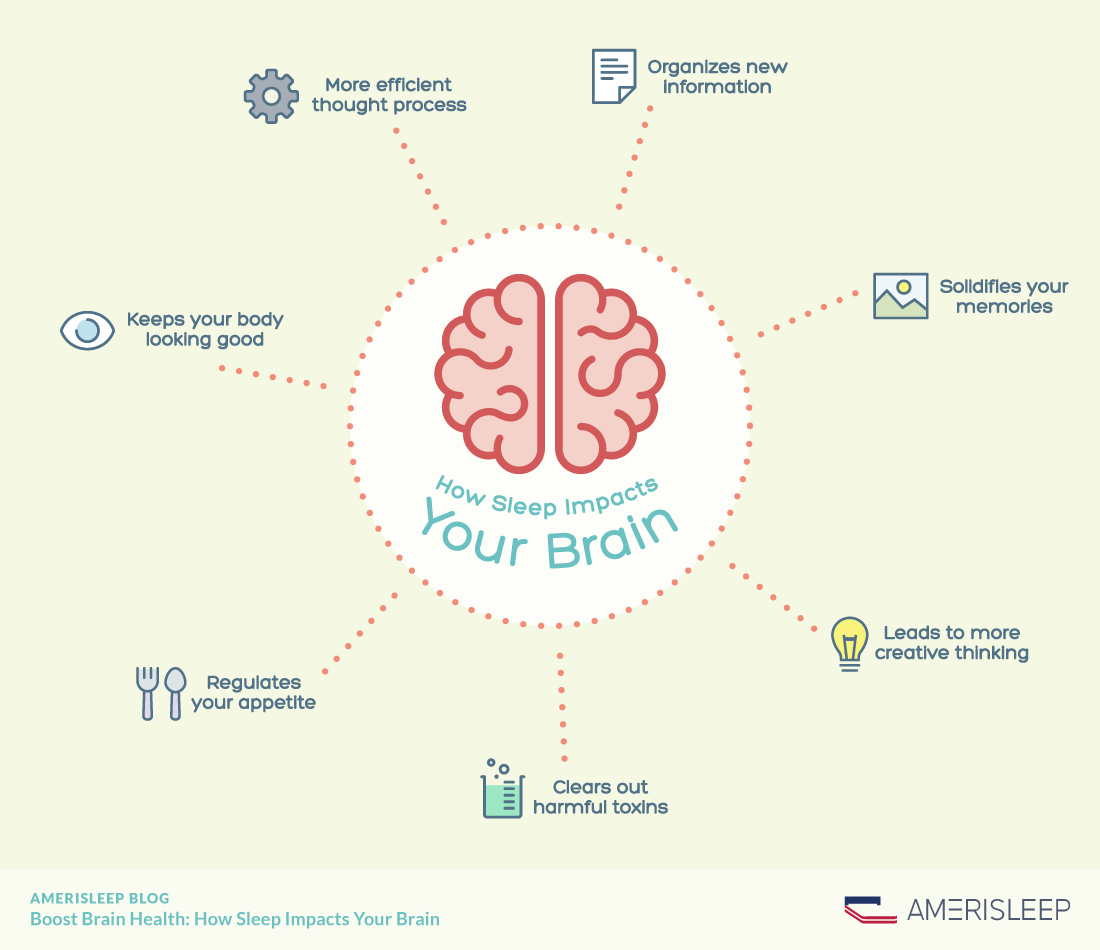 More efficient
thought process
Organizes new
information
Solidifies your
memories
Keeps your body
looking good
How Sleep Impacts
Your Brain
Leads to more
creative thinking
Regulates
your appetite
Clears out
harmful toxins
AMERISLEEP BLOG
Boost Brain Health: How Sleep Impacts Your Brain
AMERISLEEP